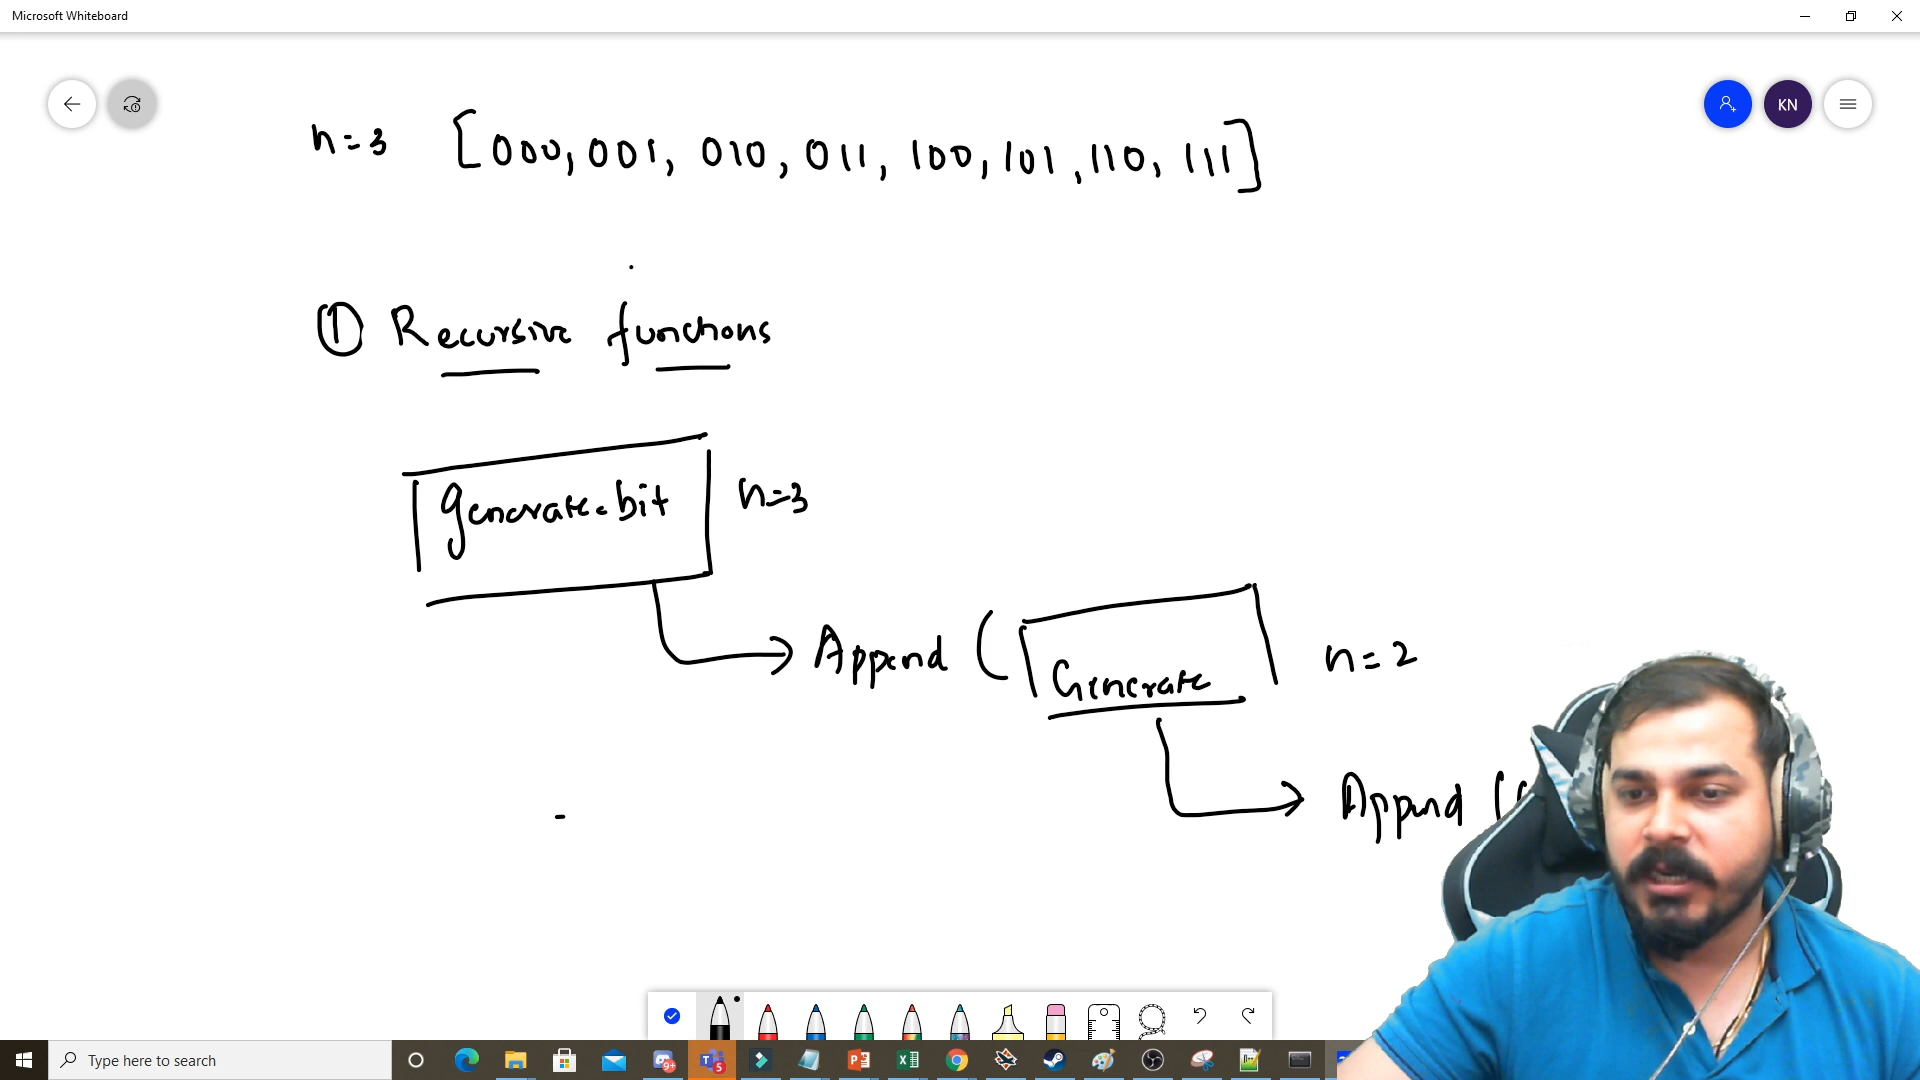 Microsoft Whiteboard
KN
n=3 [000, 001, 010, 011, 100, 101, 110, 111]
① Recursive functions
generate-bit n=3
Append ( Generate n=2
Append (
Type here to search